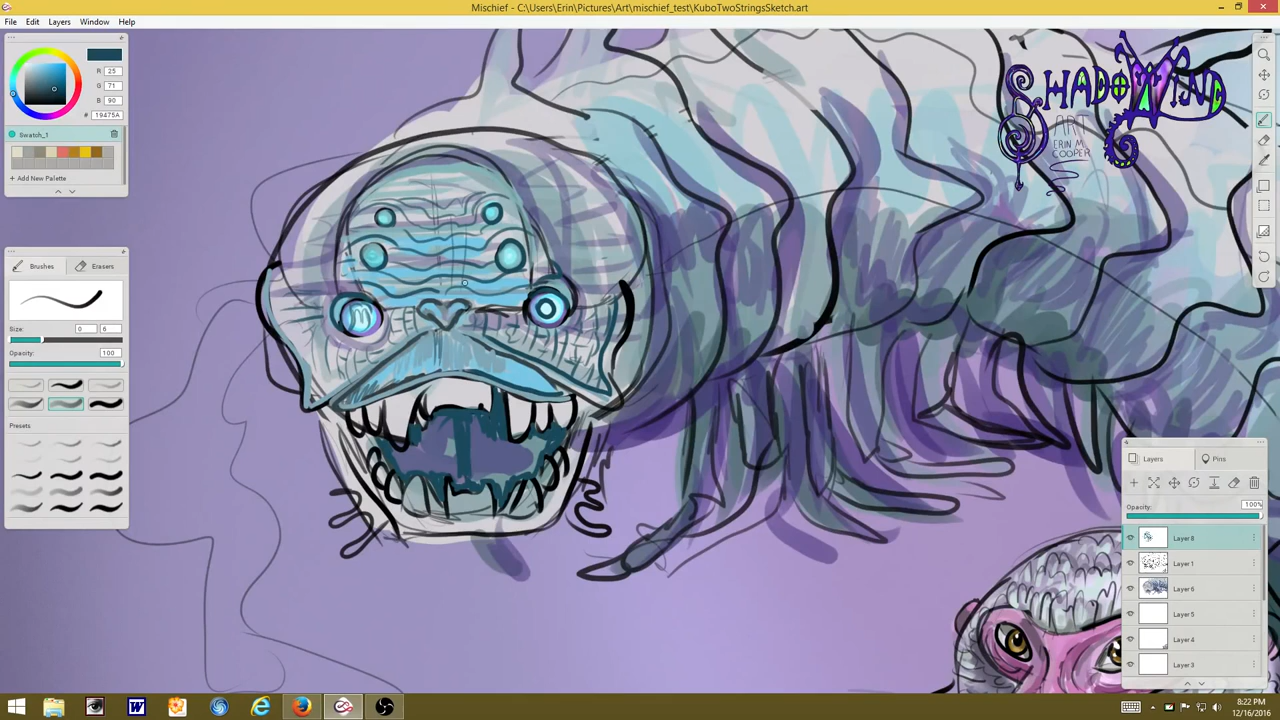 Mischief - C:\Users\Erin\Pictures\Art\mischief_test\KuboTwoStringsSketch.art
File Edit Layers Window Help
R 25
G 71
B 90
# 19475A
Swatch_1
+ Add New Palette
Brushes Erasers
Size: 0 6
Opacity: 100
Presets
SHADOWIND
ART
ERIN M.
COOPER
Layers Pins
Opacity: 100%
Layer 8
Layer 1
Layer 6
Layer 5
Layer 4
Layer 3
8:22 PM
12/16/2016